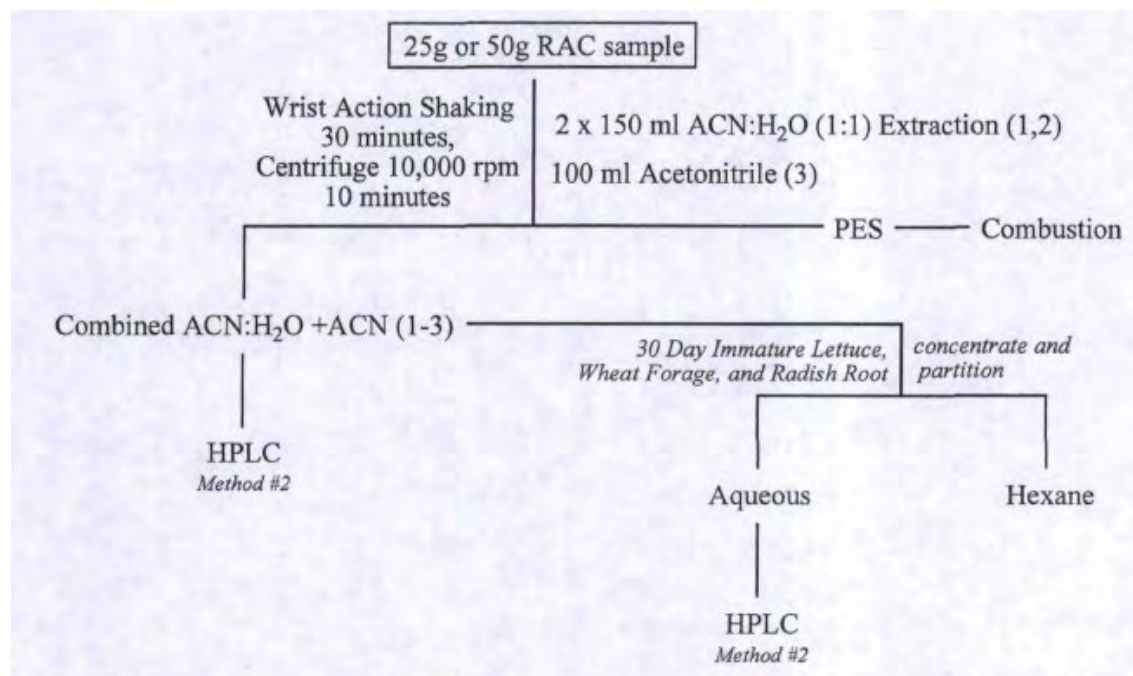 25g or 50g RAC sample
Wrist Action Shaking
30 minutes,
Centrifuge 10,000 rpm
10 minutes
2 x 150 ml ACN:H₂O (1:1) Extraction (1,2)
100 ml Acetonitrile (3)
PES
Combustion
Combined ACN:H₂O +ACN (1-3)
30 Day Immature Lettuce,
Wheat Forage, and Radish Root
concentrate and
partition
HPLC
Method #2
Aqueous
Hexane
HPLC
Method #2